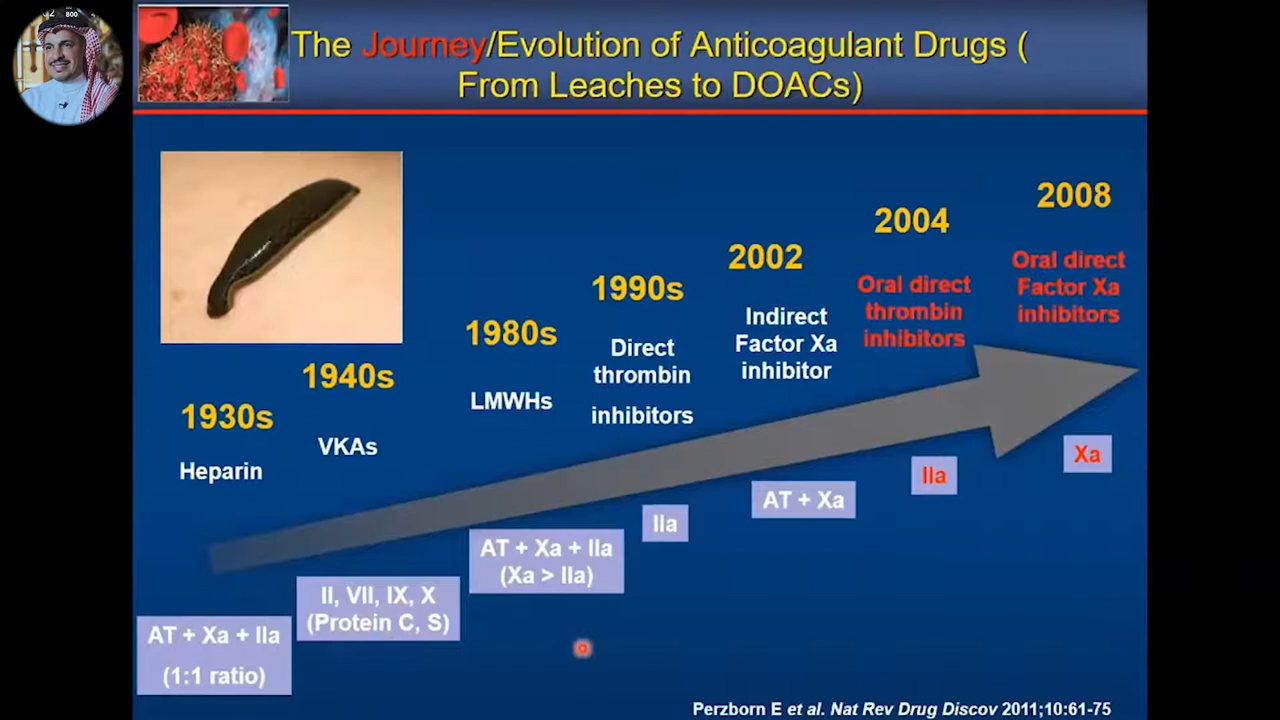 The Journey/Evolution of Anticoagulant Drugs (
From Leaches to DOACs)
1930s
Heparin
AT + Xa + IIa
(1:1 ratio)
1940s
VKAs
II, VII, IX, X
(Protein C, S)
1980s
LMWHs
AT + Xa + IIa
(Xa > IIa)
1990s
Direct
thrombin
inhibitors
IIa
2002
Indirect
Factor Xa
inhibitor
AT + Xa
2004
Oral direct
thrombin
inhibitors
IIa
2008
Oral direct
Factor Xa
inhibitors
Xa
Perzborn E et al. Nat Rev Drug Discov 2011;10:61-75